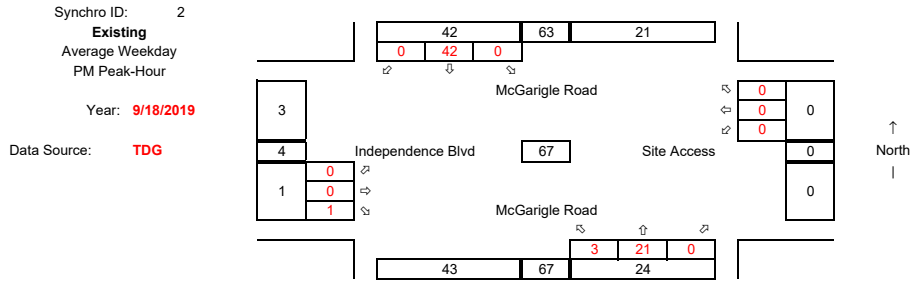 Synchro ID: 2
Existing
Average Weekday
PM Peak-Hour
Year: 9/18/2019
Data Source: TDG
42 63 21
0 42 0
⬃ ⇩ ⬂
McGarigle Road
3
⬁ 0
⇦ 0 0
⬃ 0
↑
4 Independence Blvd 67 Site Access 0 North
|
0 ⬀
1 0 ⇨ 0
1 ⬂
McGarigle Road
⬁ ⇧ ⬀
3 21 0
43 67 24